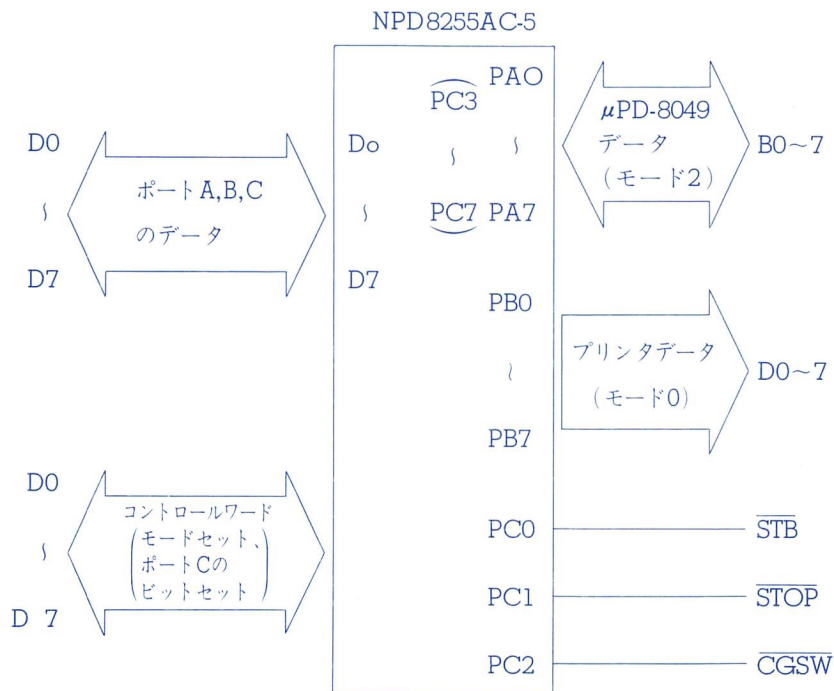 NPD8255AC-5
D0
~
D7
ポートA,B,C
のデータ
Do
~
D7
PC3
~
PC7
PA0
~
PA7
μPD-8049
データ
(モード2)
B0~7
PB0
~
PB7
プリンタデータ
(モード0)
D0~7
D0
~
D 7
コントロールワード
(モードセット、
ポートCの
ビットセット)
PC0
STB
PC1
STOP
PC2
CGSW